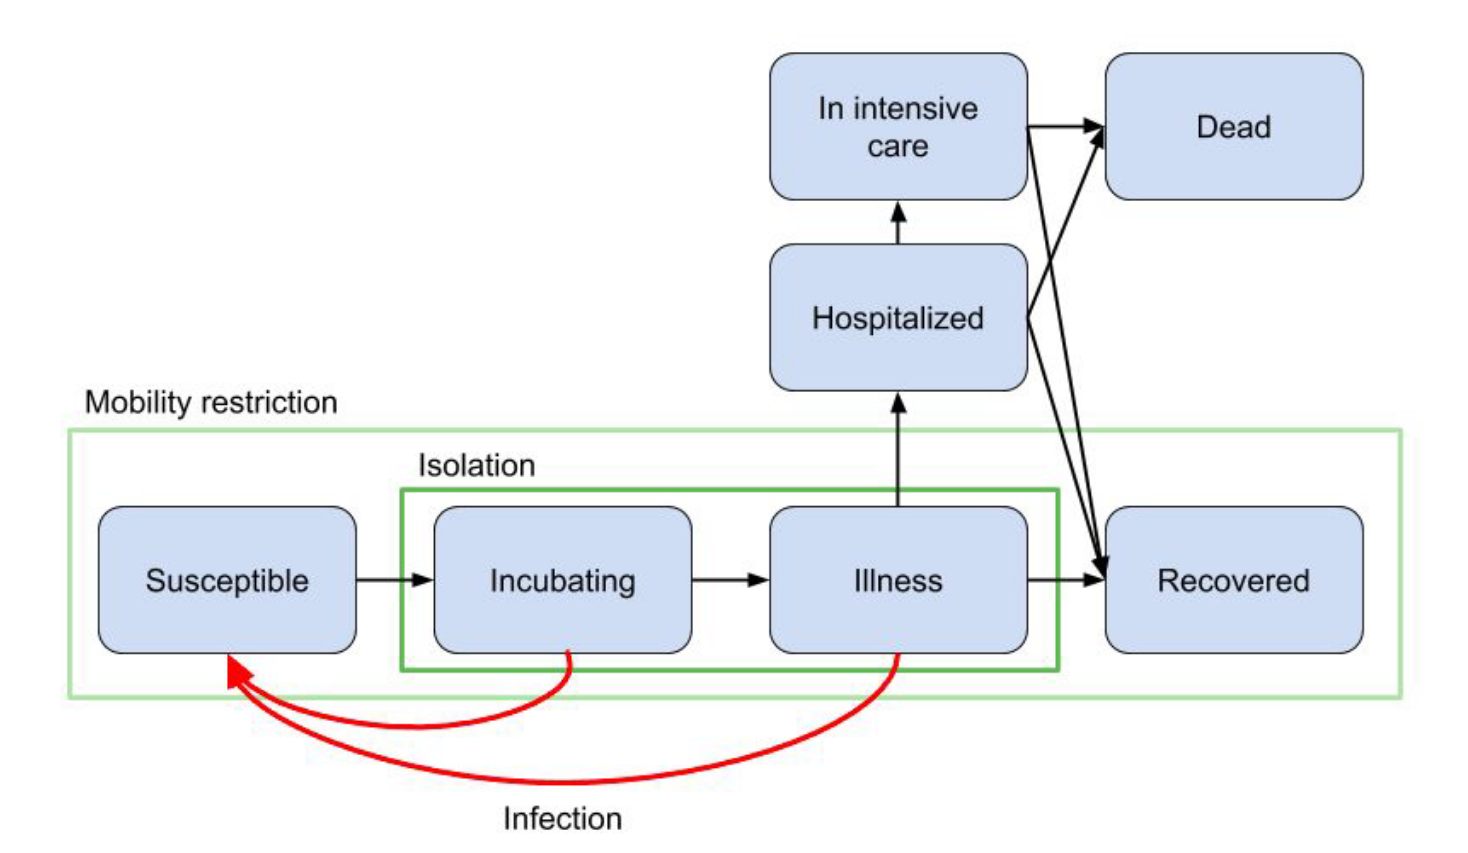 In intensive
care
Dead
Hospitalized
Mobility restriction
Isolation
Susceptible
Incubating
Illness
Recovered
Infection